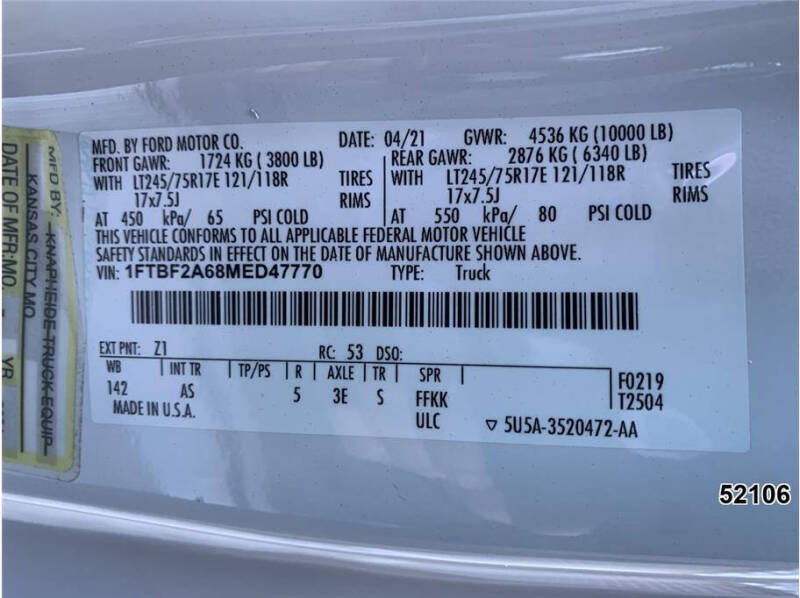 MFD. BY FORD MOTOR CO. DATE: 04/21 GVWR: 4536 KG (10000 LB)
FRONT GAWR: 1724 KG ( 3800 LB) REAR GAWR: 2876 KG ( 6340 LB)
WITH LT245/75R17E 121/118R TIRES WITH LT245/75R17E 121/118R TIRES
17x7.5J RIMS 17x7.5J RIMS
AT 450 kPa/ 65 PSI COLD AT 550 kPa/ 80 PSI COLD
THIS VEHICLE CONFORMS TO ALL APPLICABLE FEDERAL MOTOR VEHICLE
SAFETY STANDARDS IN EFFECT ON THE DATE OF MANUFACTURE SHOWN ABOVE.
VIN: 1FTBF2A68MED47770 TYPE: Truck
EXT PNT: Z1 RC: 53 DSO:
WB INT TR TP/PS R AXLE TR SPR F0219
142 AS 5 3E S FFKK T2504
MADE IN U.S.A. ULC ▽ 5U5A-3520472-AA
MFD BY: KNAPHEIDE TRUCK EQUIP
KANSAS CITY MO
DATE OF MFR:MO. YR
52106